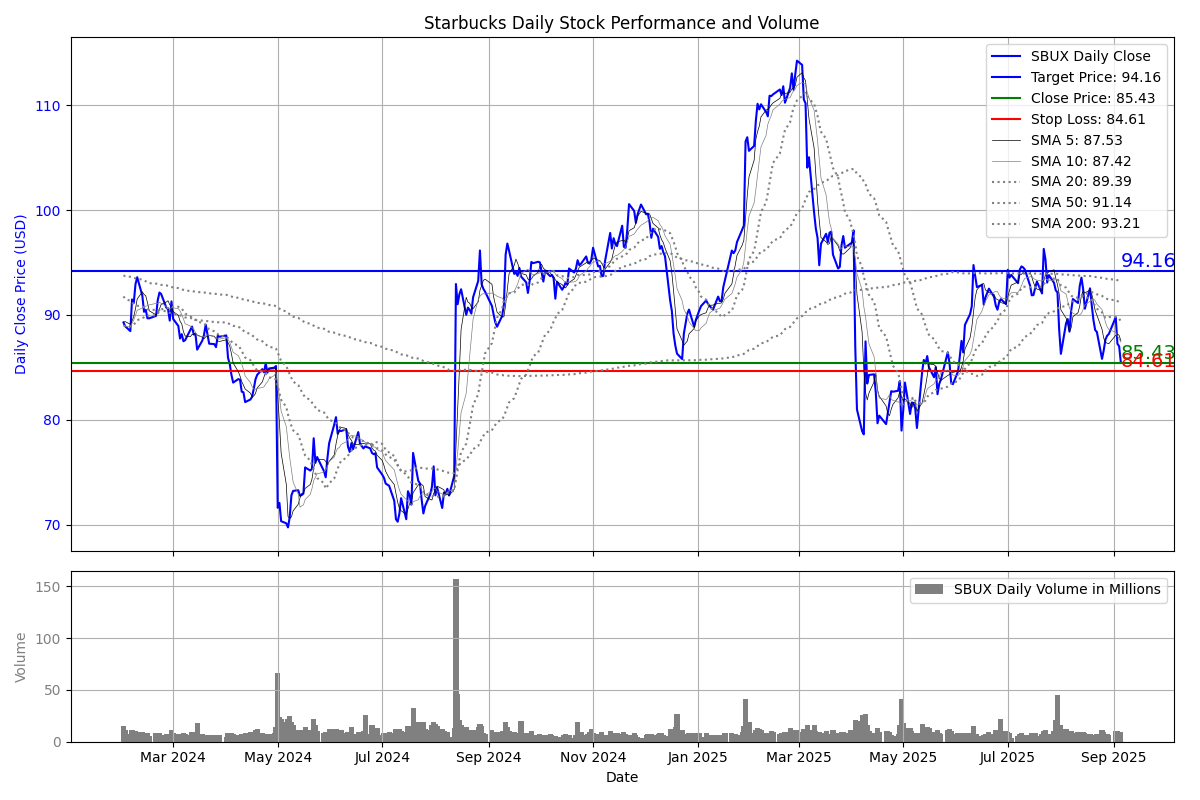 Starbucks Daily Stock Performance and Volume
Daily Close Price (USD)
110
100
90
80
70
SBUX Daily Close
Target Price: 94.16
Close Price: 85.43
Stop Loss: 84.61
SMA 5: 87.53
SMA 10: 87.42
SMA 20: 89.39
SMA 50: 91.14
SMA 200: 93.21
94.16
85.43
84.61
Volume
150
100
50
0
SBUX Daily Volume in Millions
Mar 2024 May 2024 Jul 2024 Sep 2024 Nov 2024 Jan 2025 Mar 2025 May 2025 Jul 2025 Sep 2025
Date